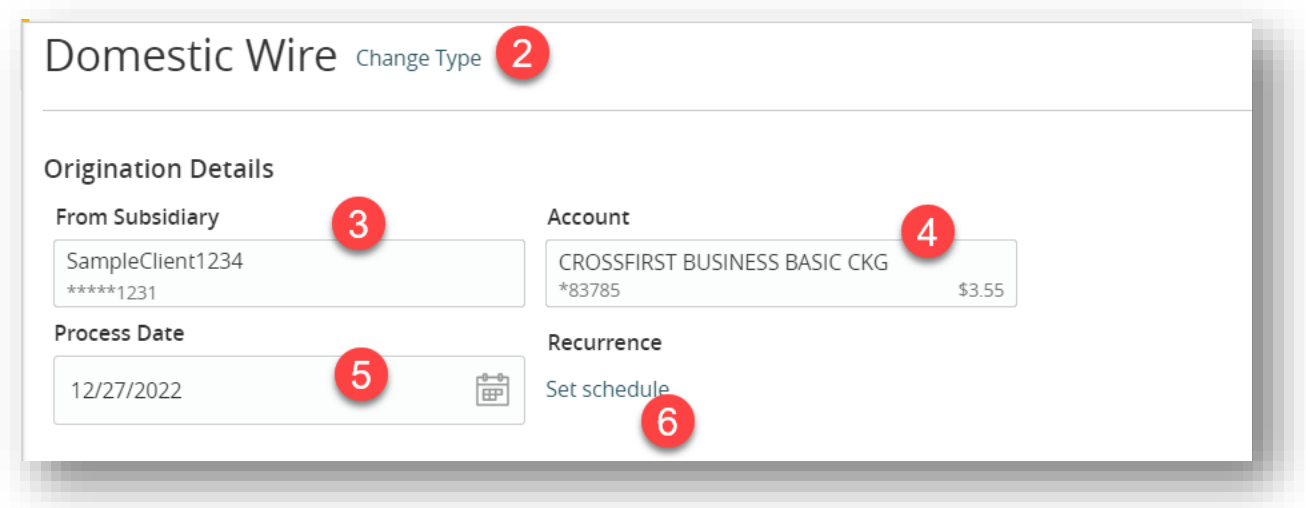 Domestic Wire Change Type 2
Origination Details
From Subsidiary 3
SampleClient1234
*****1231
Account 4
CROSSFIRST BUSINESS BASIC CKG
*83785 $3.55
Process Date
12/27/2022 5
Recurrence
Set schedule
6